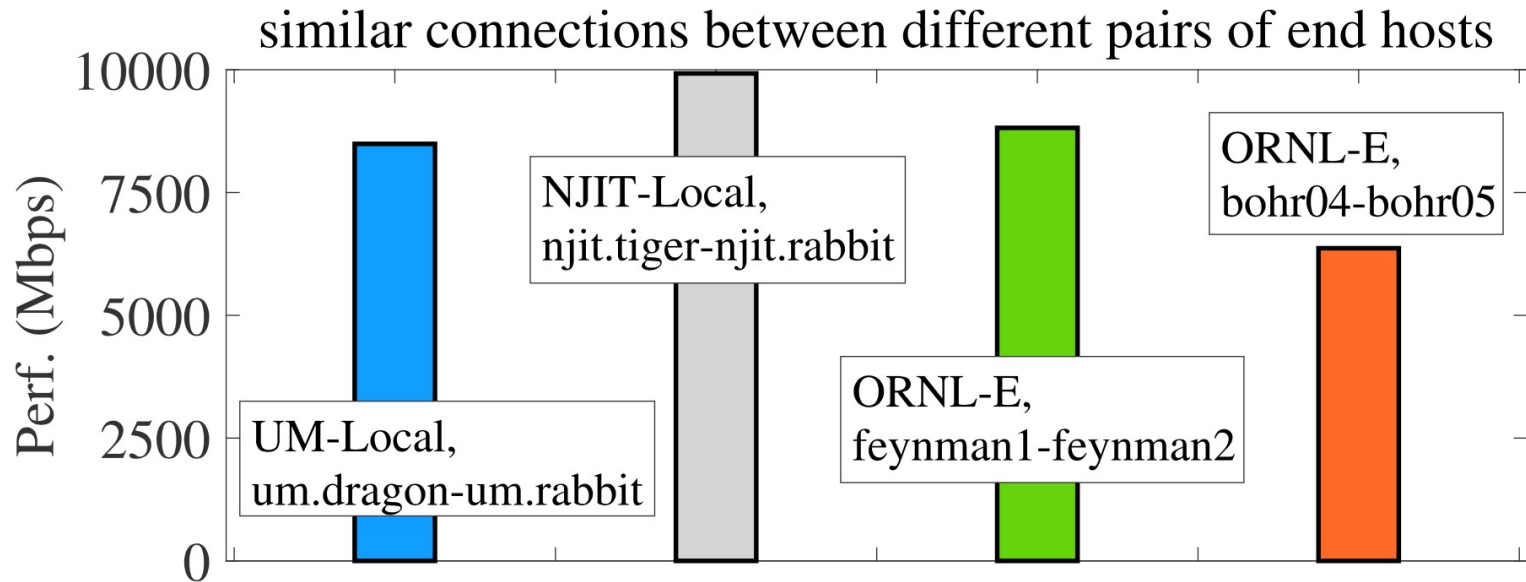 similar connections between different pairs of end hosts
Perf. (Mbps)
10000
7500
5000
2500
0
UM-Local,
um.dragon-um.rabbit
NJIT-Local,
njit.tiger-njit.rabbit
ORNL-E,
feynman1-feynman2
ORNL-E,
bohr04-bohr05